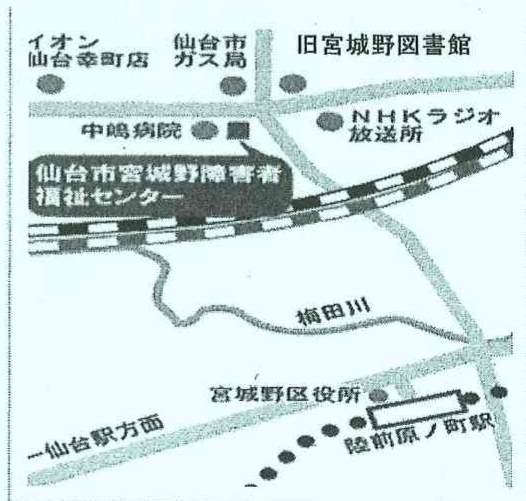 イオン
仙台幸町店
仙台市
ガス局
旧宮城野図書館
中嶋病院
NHKラジオ
放送所
仙台市宮城野障害者
福祉センター
梅田川
宮城野区役所
←仙台駅方面
陸前原ノ町駅